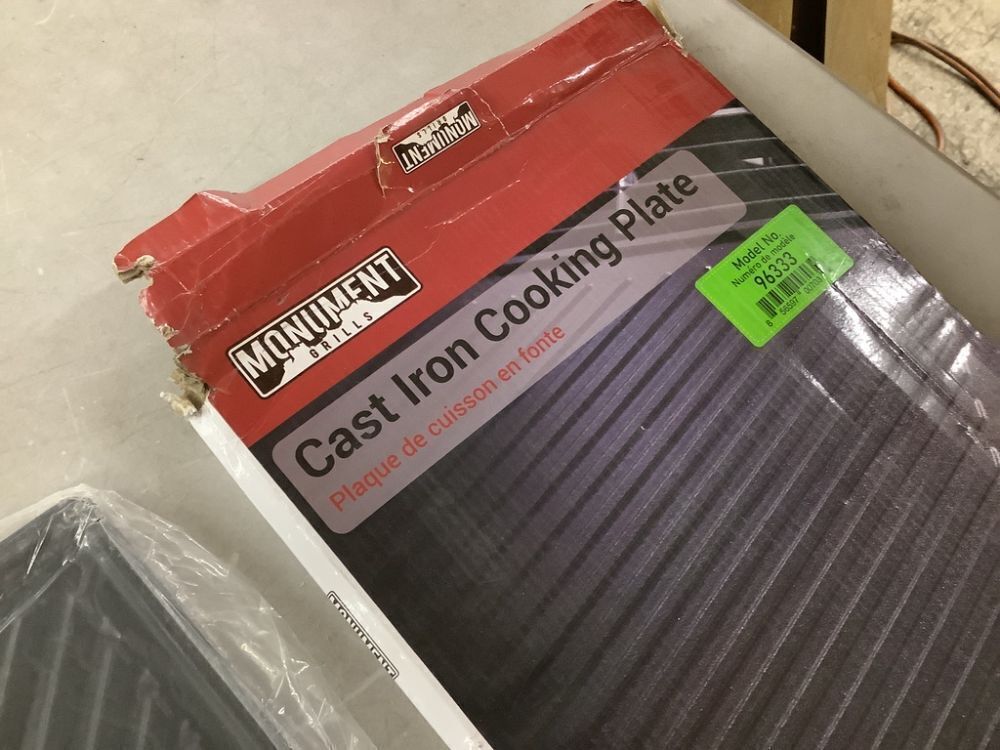 MONUMENT
GRILLS
MONUMENT
GRILLS
Cast Iron Cooking Plate
Plaque de cuisson en fonte
Model No.
Numéro de modèle
96333
MONUMENT